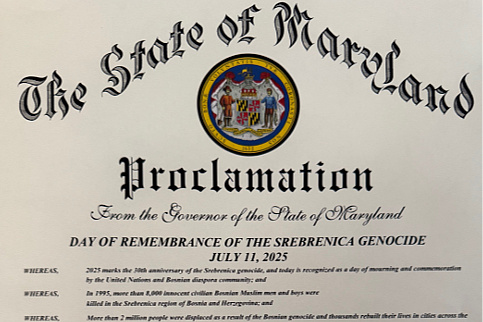 The State of Maryland
Proclamation
From the Governor of the State of Maryland
DAY OF REMEMBRANCE OF THE SREBRENICA GENOCIDE
JULY 11, 2025
WHEREAS, 2025 marks the 30th anniversary of the Srebrenica genocide, and today is recognized as a day of mourning and commemoration
by the United Nations and Bosnian diaspora community; and
WHEREAS, In 1995, more than 8,000 innocent civilian Bosnian Muslim men and boys were
killed in the Srebrenica region of Bosnia and Herzegovina; and
WHEREAS, More than 2 million people were displaced as a result of the Bosnian genocide and thousands rebuilt their lives in cities across the